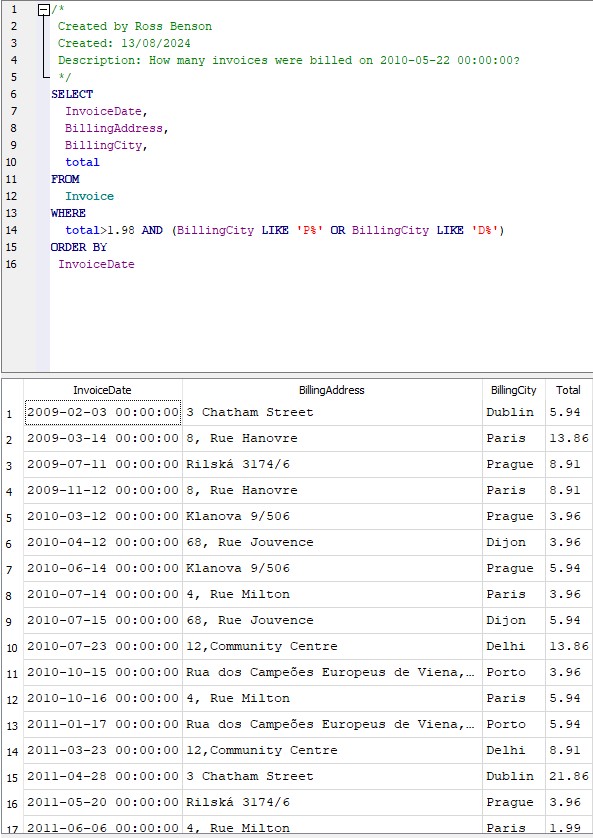 1 /*
2 Created by Ross Benson
3 Created: 13/08/2024
4 Description: How many invoices were billed on 2010-05-22 00:00:00?
5 */
6 SELECT
7 InvoiceDate,
8 BillingAddress,
9 BillingCity,
10 total
11 FROM
12 Invoice
13 WHERE
14 total>1.98 AND (BillingCity LIKE 'P%' OR BillingCity LIKE 'D%')
15 ORDER BY
16 InvoiceDate
InvoiceDate BillingAddress BillingCity Total
1 2009-02-03 00:00:00 3 Chatham Street Dublin 5.94
2 2009-03-14 00:00:00 8, Rue Hanovre Paris 13.86
3 2009-07-11 00:00:00 Rilská 3174/6 Prague 8.91
4 2009-11-12 00:00:00 8, Rue Hanovre Paris 8.91
5 2010-03-12 00:00:00 Klanova 9/506 Prague 3.96
6 2010-04-12 00:00:00 68, Rue Jouvence Dijon 3.96
7 2010-06-14 00:00:00 Klanova 9/506 Prague 5.94
8 2010-07-14 00:00:00 4, Rue Milton Paris 3.96
9 2010-07-15 00:00:00 68, Rue Jouvence Dijon 5.94
10 2010-07-23 00:00:00 12,Community Centre Delhi 13.86
11 2010-10-15 00:00:00 Rua dos Campeões Europeus de Viena,… Porto 3.96
12 2010-10-16 00:00:00 4, Rue Milton Paris 5.94
13 2011-01-17 00:00:00 Rua dos Campeões Europeus de Viena,… Porto 5.94
14 2011-03-23 00:00:00 12,Community Centre Delhi 8.91
15 2011-04-28 00:00:00 3 Chatham Street Dublin 21.86
16 2011-05-20 00:00:00 Rilská 3174/6 Prague 3.96
17 2011-06-06 00:00:00 4, Rue Milton Paris 1.99